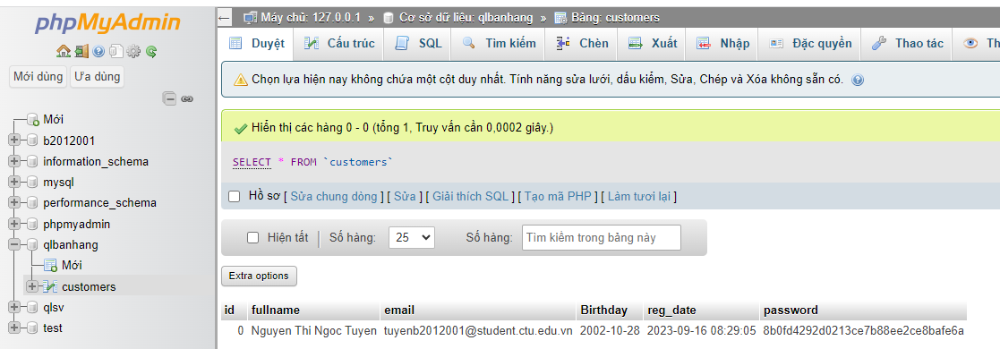 phpMyAdmin
Mới dùng Ưa dùng
Mới
b2012001
information_schema
mysql
performance_schema
phpmyadmin
qlbanhang
Mới
customers
qlsv
test
Máy chủ: 127.0.0.1 » Cơ sở dữ liệu: qlbanhang » Bảng: customers
Duyệt Cấu trúc SQL Tìm kiếm Chèn Xuất Nhập Đặc quyền Thao tác Th
Chọn lựa hiện nay không chứa một cột duy nhất. Tính năng sửa lưới, dấu kiểm, Sửa, Chép và Xóa không sẵn có.
Hiển thị các hàng 0 - 0 (tổng 1, Truy vấn cần 0,0002 giây.)
SELECT * FROM `customers`
Hồ sơ [ Sửa chung dòng ] [ Sửa ] [ Giải thích SQL ] [ Tạo mã PHP ] [ Làm tươi lại ]
Hiện tất Số hàng: 25 Số hàng: Tìm kiếm trong bảng này
Extra options
id fullname email Birthday reg_date password
0 Nguyen Thi Ngoc Tuyen tuyenb2012001@student.ctu.edu.vn 2002-10-28 2023-09-16 08:29:05 8b0fd4292d0213ce7b88ee2ce8bafe6a